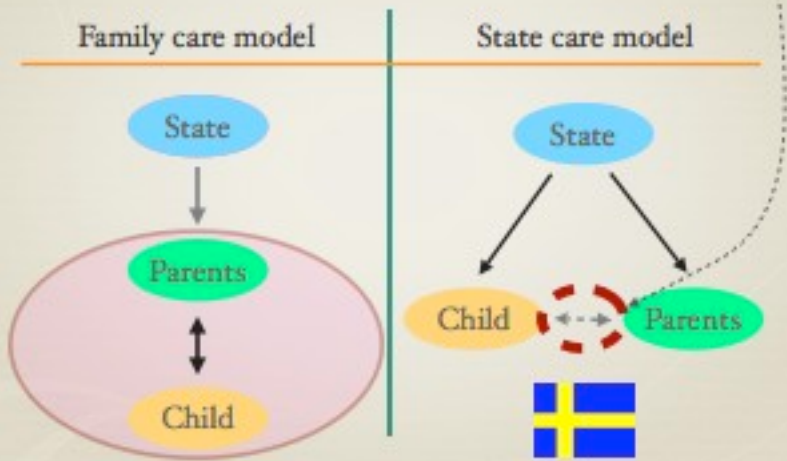 Family care model
State
Parents
Child
State care model
State
Child
Parents